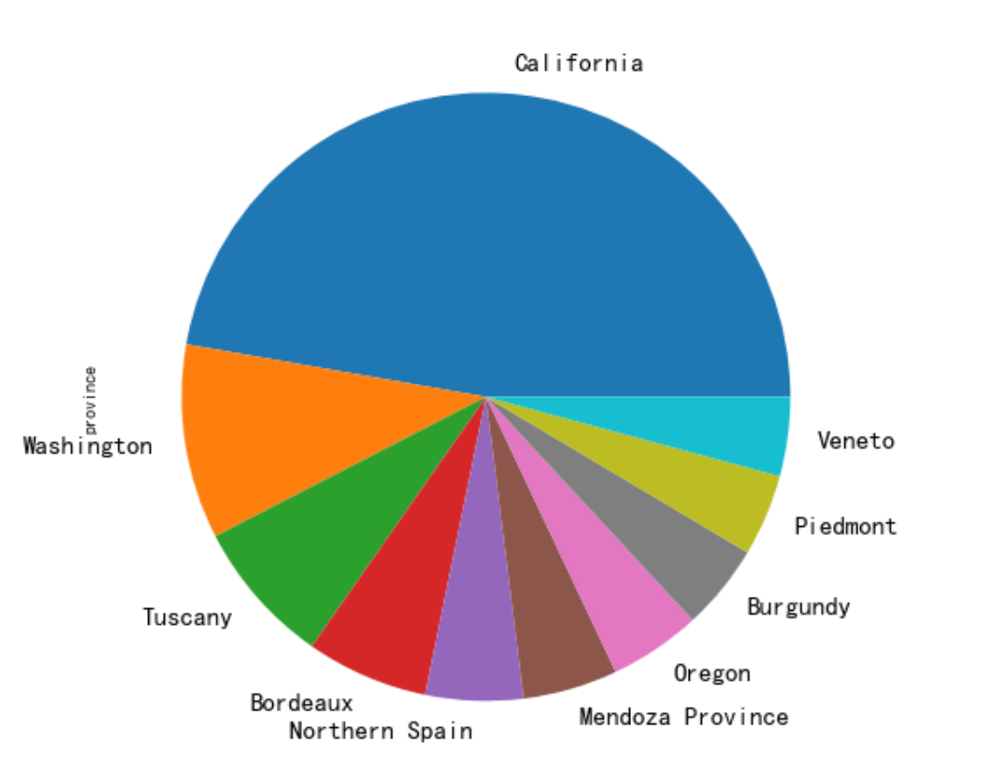 California
province
Washington
Veneto
Piedmont
Burgundy
Tuscany
Oregon
Bordeaux
Mendoza Province
Northern Spain